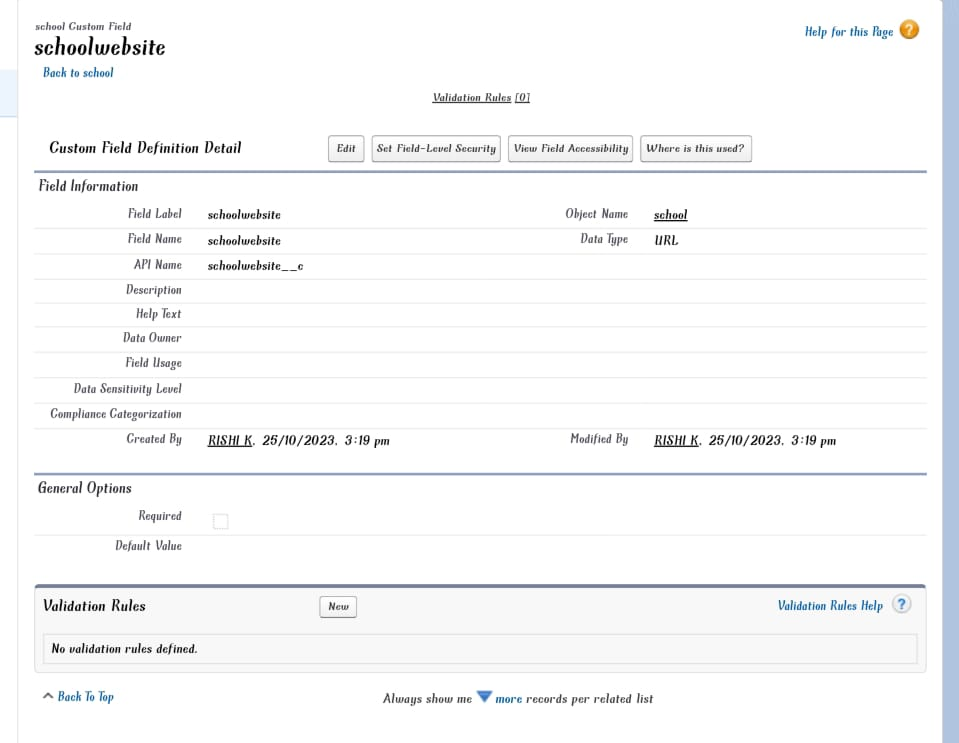 school Custom Field
schoolwebsite
Help for this Page ?
Back to school
Validation Rules [0]
Custom Field Definition Detail Edit Set Field-Level Security View Field Accessibility Where is this used?
Field Information
Field Label schoolwebsite Object Name school
Field Name schoolwebsite Data Type URL
API Name schoolwebsite__c
Description
Help Text
Data Owner
Field Usage
Data Sensitivity Level
Compliance Categorization
Created By RISHI K, 25/10/2023, 3:19 pm Modified By RISHI K, 25/10/2023, 3:19 pm
General Options
Required
Default Value
Validation Rules New Validation Rules Help ?
No validation rules defined.
Back To Top Always show me more records per related list